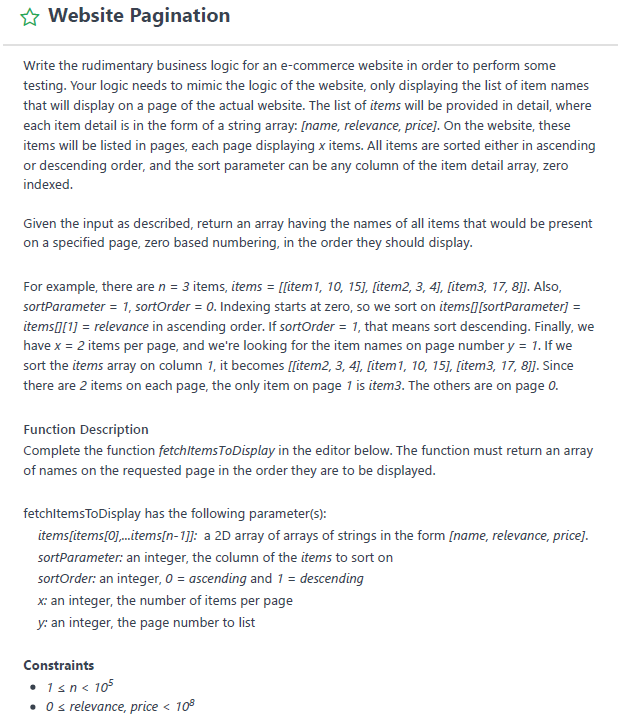 Website Pagination
Write the rudimentary business logic for an e-commerce website in order to perform some
testing. Your logic needs to mimic the logic of the website, only displaying the list of item names
that will display on a page of the actual website. The list of items will be provided in detail, where
each item detail is in the form of a string array: [name, relevance, price]. On the website, these
items will be listed in pages, each page displaying x items. All items are sorted either in ascending
or descending order, and the sort parameter can be any column of the item detail array, zero
indexed.
Given the input as described, return an array having the names of all items that would be present
on a specified page, zero based numbering, in the order they should display.
For example, there are n = 3 items, items = [[item1, 10, 15], [item2, 3, 4], [item3, 17, 8]]. Also,
sortParameter = 1, sortOrder = 0. Indexing starts at zero, so we sort on items[][sortParameter] =
items[][1] = relevance in ascending order. If sortOrder = 1, that means sort descending. Finally, we
have x = 2 items per page, and we're looking for the item names on page number y = 1. If we
sort the items array on column 1, it becomes [[item2, 3, 4], [item1, 10, 15], [item3, 17, 8]]. Since
there are 2 items on each page, the only item on page 1 is item3. The others are on page 0.
Function Description
Complete the function fetchItemsToDisplay in the editor below. The function must return an array
of names on the requested page in the order they are to be displayed.
fetchItemsToDisplay has the following parameter(s):
items[items[0],...items[n-1]]: a 2D array of arrays of strings in the form [name, relevance, price].
sortParameter: an integer, the column of the items to sort on
sortOrder: an integer, 0 = ascending and 1 = descending
x: an integer, the number of items per page
y: an integer, the page number to list
Constraints
• 1 ≤ n < 10⁵
• 0 ≤ relevance, price < 10⁸